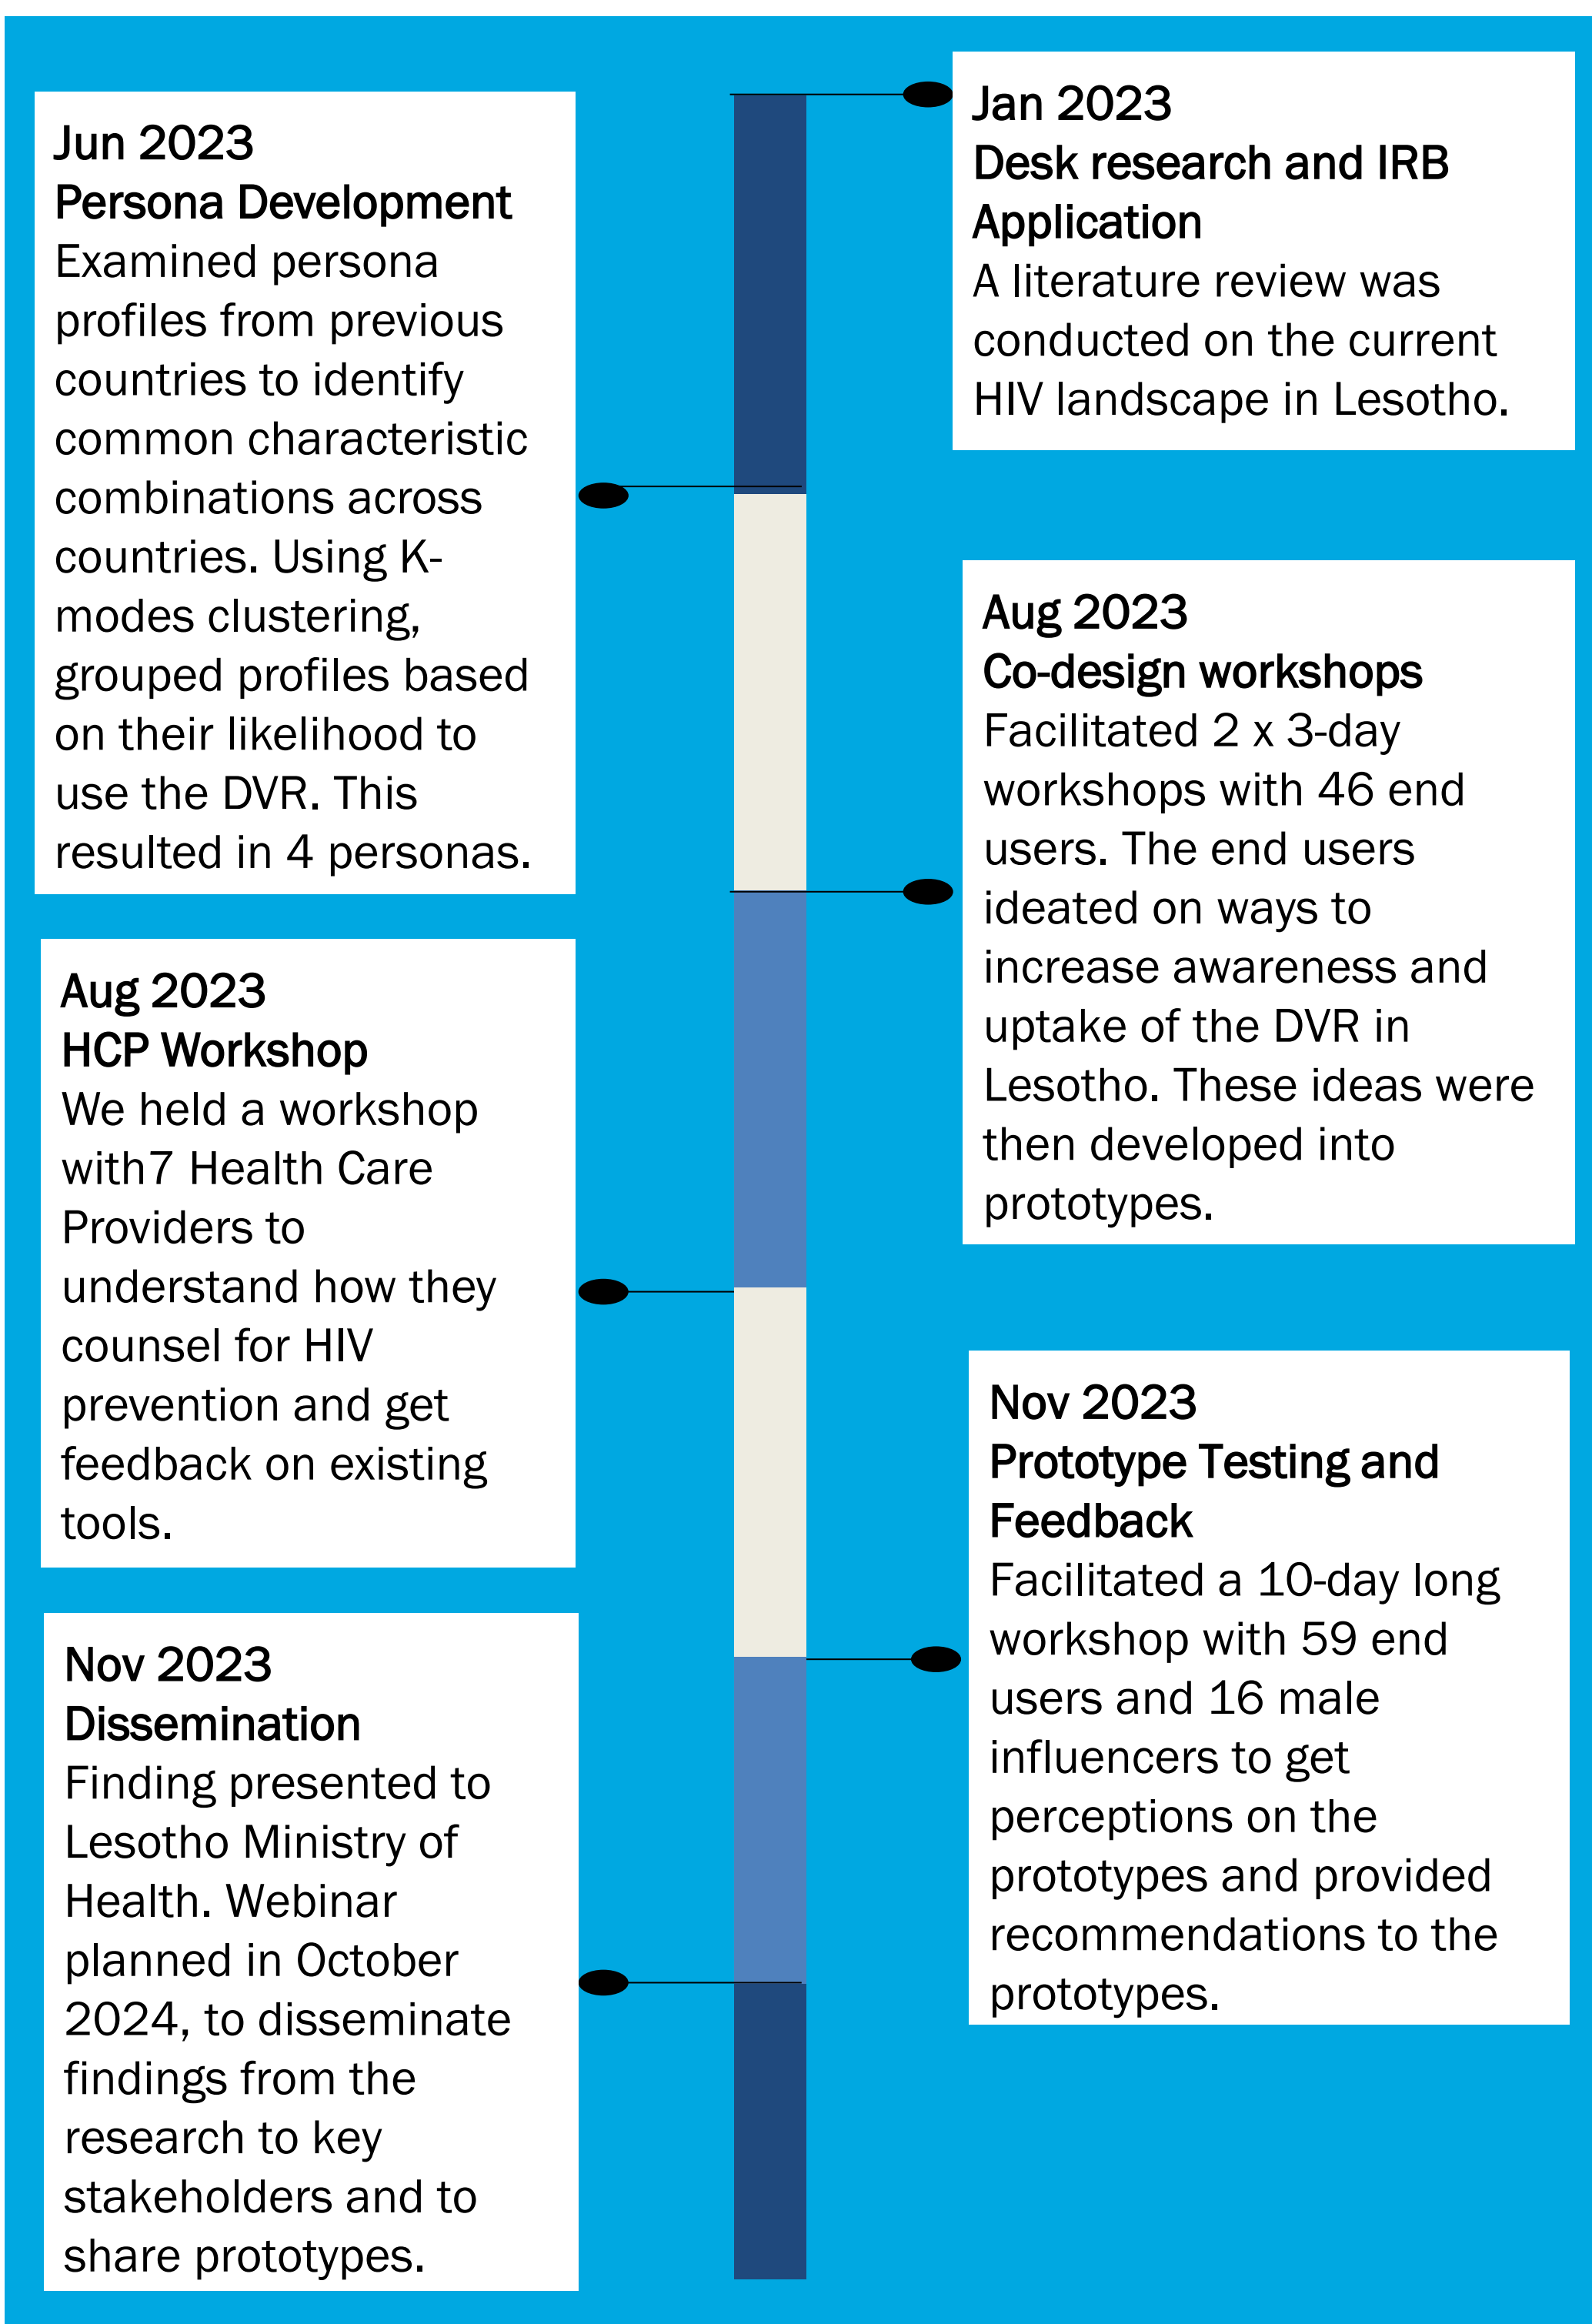 Jan 2023
Desk research and IRB
Application
A literature review was
conducted on the current
HIV landscape in Lesotho.
Jun 2023
Persona Development
Examined persona
profiles from previous
countries to identify
common characteristic
combinations across
countries. Using K-
modes clustering,
grouped profiles based
on their likelihood to
use the DVR. This
resulted in 4 personas.
Aug 2023
Co-design workshops
Facilitated 2 x 3-day
workshops with 46 end
users. The end users
ideated on ways to
increase awareness and
uptake of the DVR in
Lesotho. These ideas were
then developed into
prototypes.
Aug 2023
HCP Workshop
We held a workshop
with7 Health Care
Providers to
understand how they
counsel for HIV
prevention and get
feedback on existing
tools.
Nov 2023
Prototype Testing and
Feedback
Facilitated a 10-day long
workshop with 59 end
users and 16 male
influencers to get
perceptions on the
prototypes and provided
recommendations to the
prototypes.
Nov 2023
Dissemination
Finding presented to
Lesotho Ministry of
Health. Webinar
planned in October
2024, to disseminate
findings from the
research to key
stakeholders and to
share prototypes.